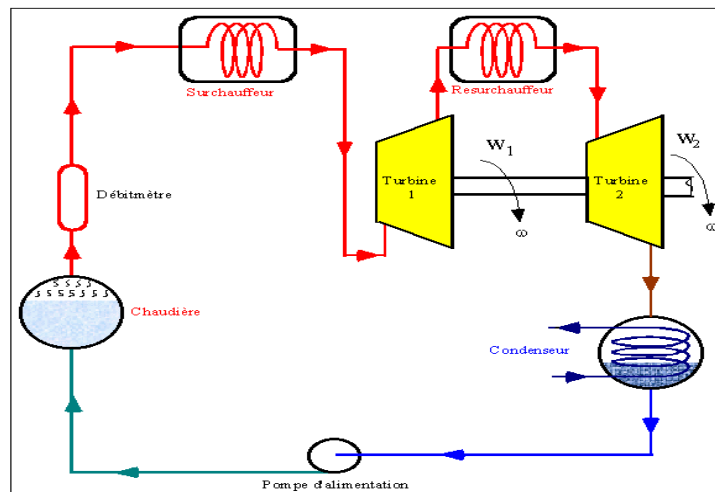 Surchauffeur
Resurchauffeur
W1
W2
Turbine
1
Turbine
2
ω
ω
Débitmètre
Chaudière
Condenseur
Pompe d'alimentation